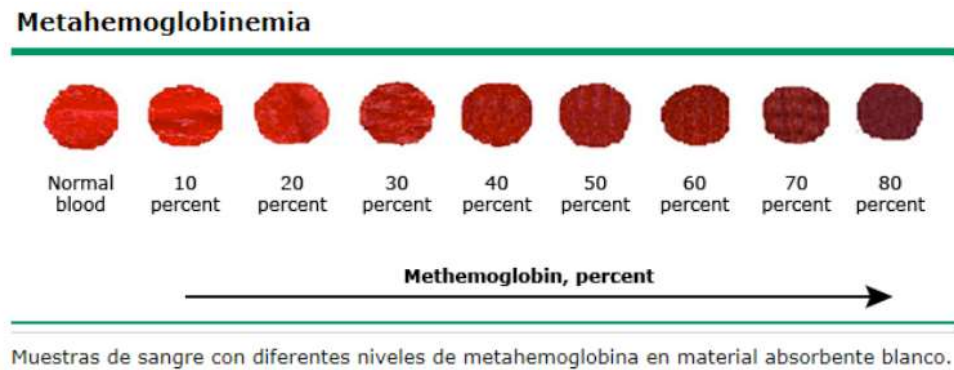 Metahemoglobinemia
Normal 10 20 30 40 50 60 70 80
blood percent percent percent percent percent percent percent percent
Methemoglobin, percent
Muestras de sangre con diferentes niveles de metahemoglobina en material absorbente blanco.